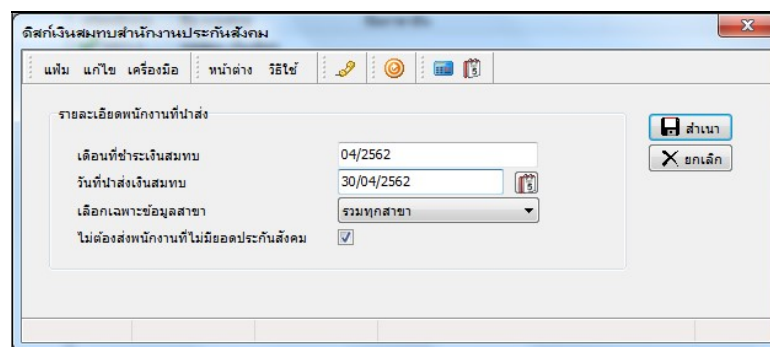 ดิสก์เงินสมทบสำนักงานประกันสังคม
แฟ้ม แก้ไข เครื่องมือ หน้าต่าง วิธีใช้
รายละเอียดพนักงานที่นำส่ง
เดือนที่ชำระเงินสมทบ 04/2562
วันที่นำส่งเงินสมทบ 30/04/2562
เลือกเฉพาะข้อมูลสาขา รวมทุกสาขา
ไม่ต้องส่งพนักงานที่ไม่มียอดประกันสังคม
สำเนา
ยกเลิก